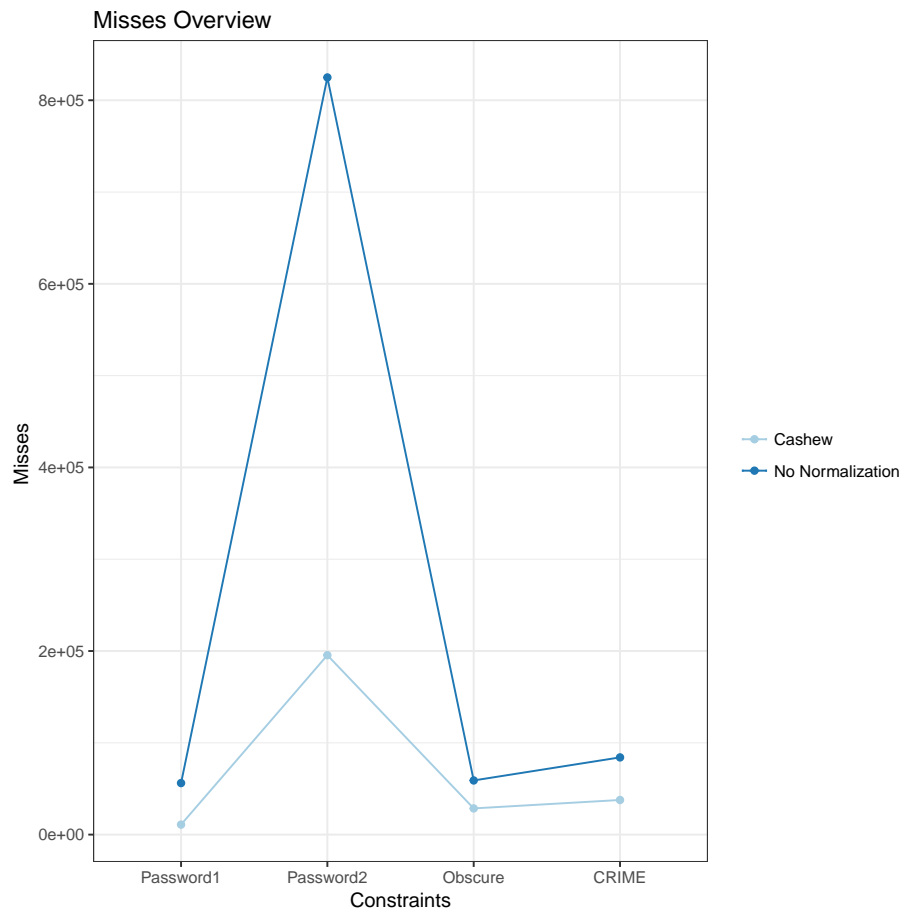 Misses Overview
8e+05
6e+05
4e+05
2e+05
0e+00
Misses
Password1
Password2
Obscure
CRIME
Constraints
Cashew
No Normalization